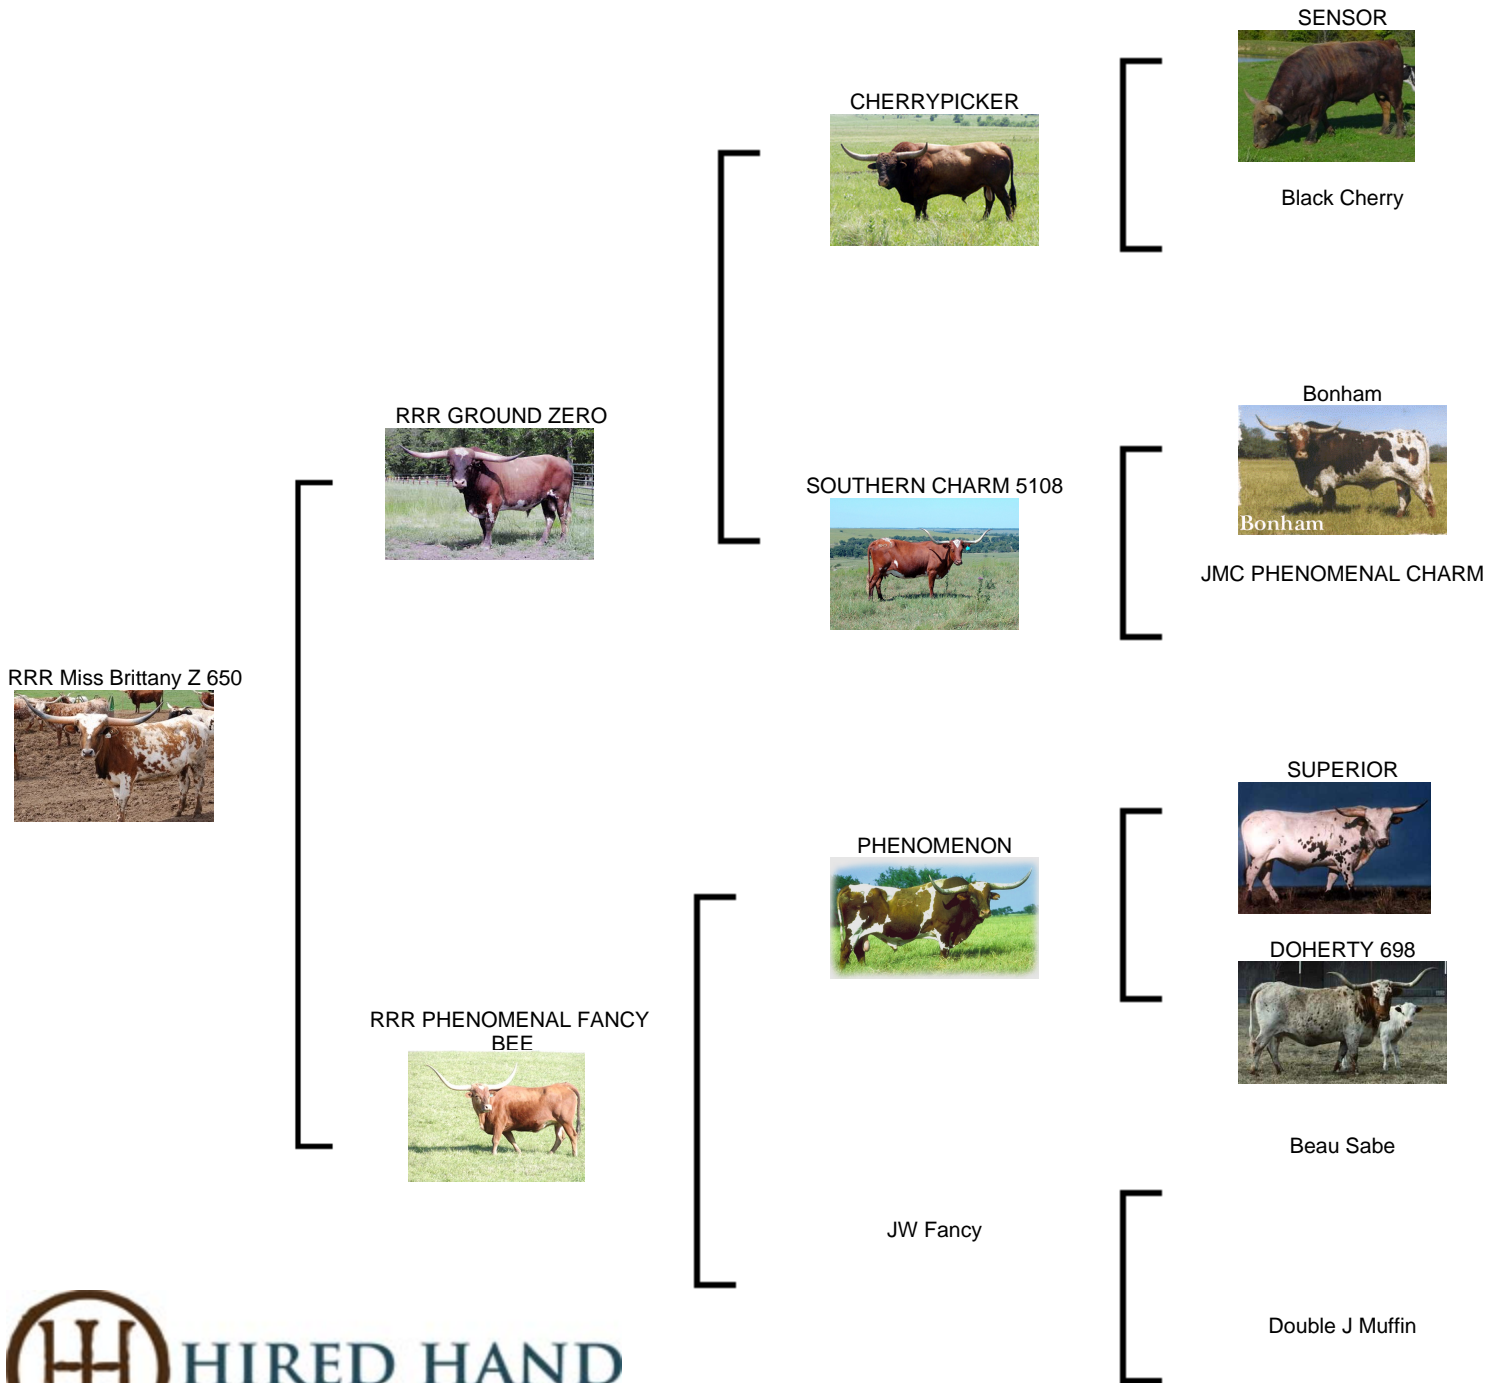 SENSOR
CHERRYPICKER
Black Cherry
Bonham
RRR GROUND ZERO
SOUTHERN CHARM 5108
Bonham
JMC PHENOMENAL CHARM
RRR Miss Brittany Z 650
SUPERIOR
PHENOMENON
DOHERTY 698
RRR PHENOMENAL FANCY
BEE
Beau Sabe
JW Fancy
Double J Muffin
HIRED HAND